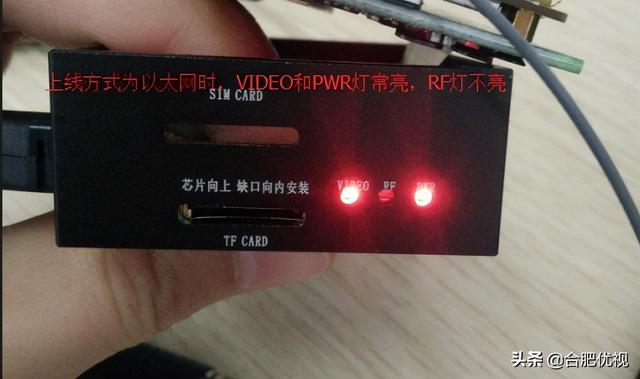 上线方式为以太网时，VIDEO和PWR灯常亮，RF灯不亮
SIM CARD
芯片向上 缺口向内安装
VIDEO RF PWR
TF CARD
头条 @合肥优视